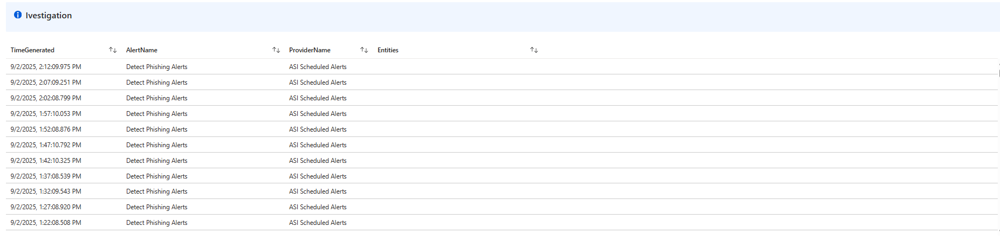 Ivestigation
TimeGenerated AlertName ProviderName Entities
9/2/2025, 2:12:09.975 PM Detect Phishing Alerts ASI Scheduled Alerts
9/2/2025, 2:07:09.251 PM Detect Phishing Alerts ASI Scheduled Alerts
9/2/2025, 2:02:08.799 PM Detect Phishing Alerts ASI Scheduled Alerts
9/2/2025, 1:57:10.053 PM Detect Phishing Alerts ASI Scheduled Alerts
9/2/2025, 1:52:08.876 PM Detect Phishing Alerts ASI Scheduled Alerts
9/2/2025, 1:47:10.792 PM Detect Phishing Alerts ASI Scheduled Alerts
9/2/2025, 1:42:10.325 PM Detect Phishing Alerts ASI Scheduled Alerts
9/2/2025, 1:37:08.539 PM Detect Phishing Alerts ASI Scheduled Alerts
9/2/2025, 1:32:09.543 PM Detect Phishing Alerts ASI Scheduled Alerts
9/2/2025, 1:27:08.920 PM Detect Phishing Alerts ASI Scheduled Alerts
9/2/2025, 1:22:08.508 PM Detect Phishing Alerts ASI Scheduled Alerts